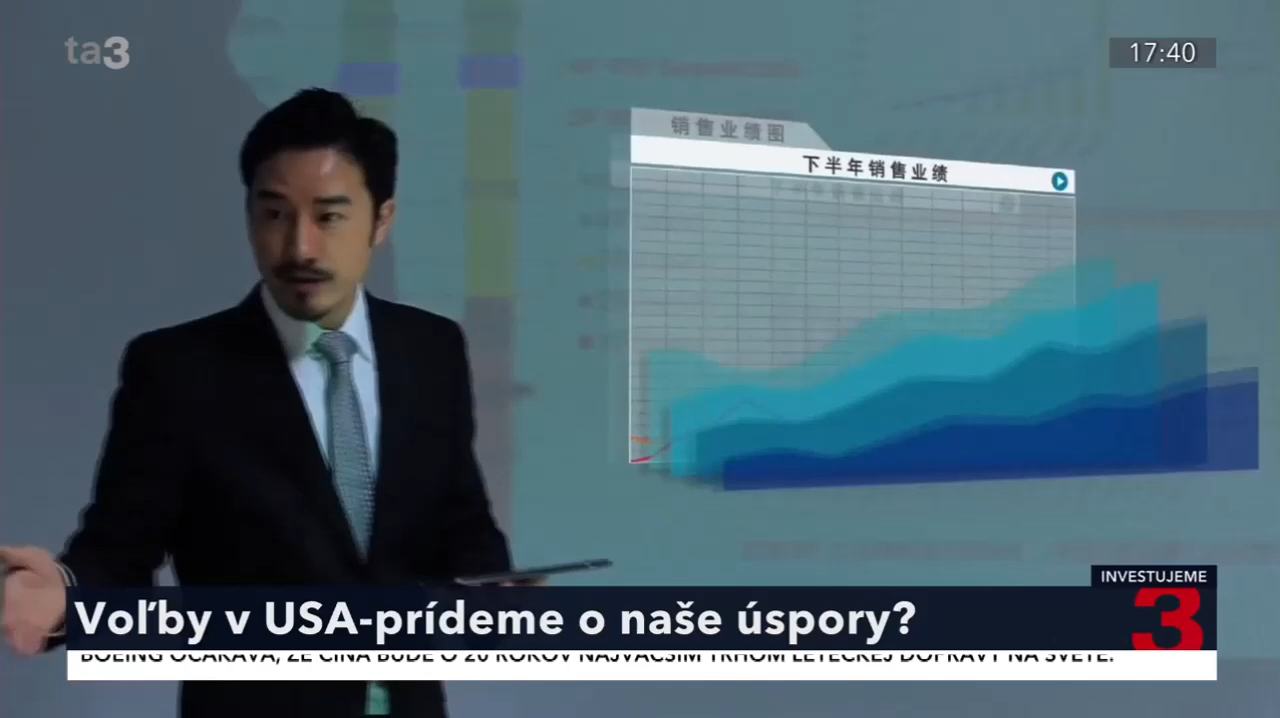 ta3
17:40
销售业绩图
下半年销售业绩
INVESTUJEME
3
Voľby v USA-prídeme o naše úspory?
BOEING OČAKÁVA, ŽE ČÍNA BUDE O 20 ROKOV NAJVÄČŠÍM TRHOM LETECKEJ DOPRAVY NA SVETE.